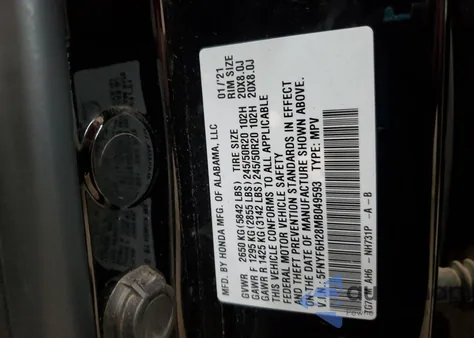 MFD. BY HONDA MFG. OF ALABAMA, LLC 01/'21
TIRE SIZE RIM SIZE
GVWR 2650 KG (5842 LBS)
GAWR F 1295 KG (2855 LBS) 245/50R20 102H 20X8.0J
GAWR R 1425 KG (3142 LBS) 245/50R20 102H 20X8.0J
THIS VEHICLE CONFORMS TO ALL APPLICABLE
FEDERAL MOTOR VEHICLE SAFETY
AND THEFT PREVENTION STANDARDS IN EFFECT
ON THE DATE OF MANUFACTURE SHOWN ABOVE.
5FNYF6H28MB049593 TYPE: MPV
AH6 - NH731P -A -B